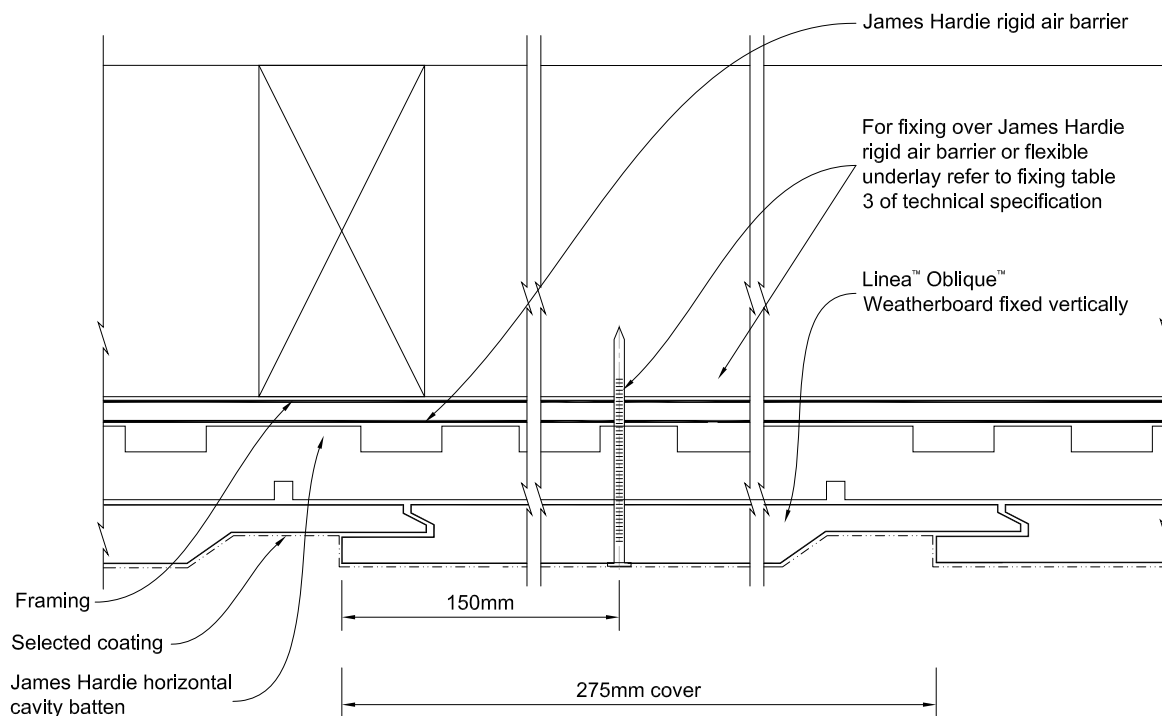 James Hardie rigid air barrier
For fixing over James Hardie
rigid air barrier or flexible
underlay refer to fixing table
3 of technical specification
Linea™ Oblique™
Weatherboard fixed vertically
Framing
150mm
Selected coating
James Hardie horizontal
cavity batten
275mm cover